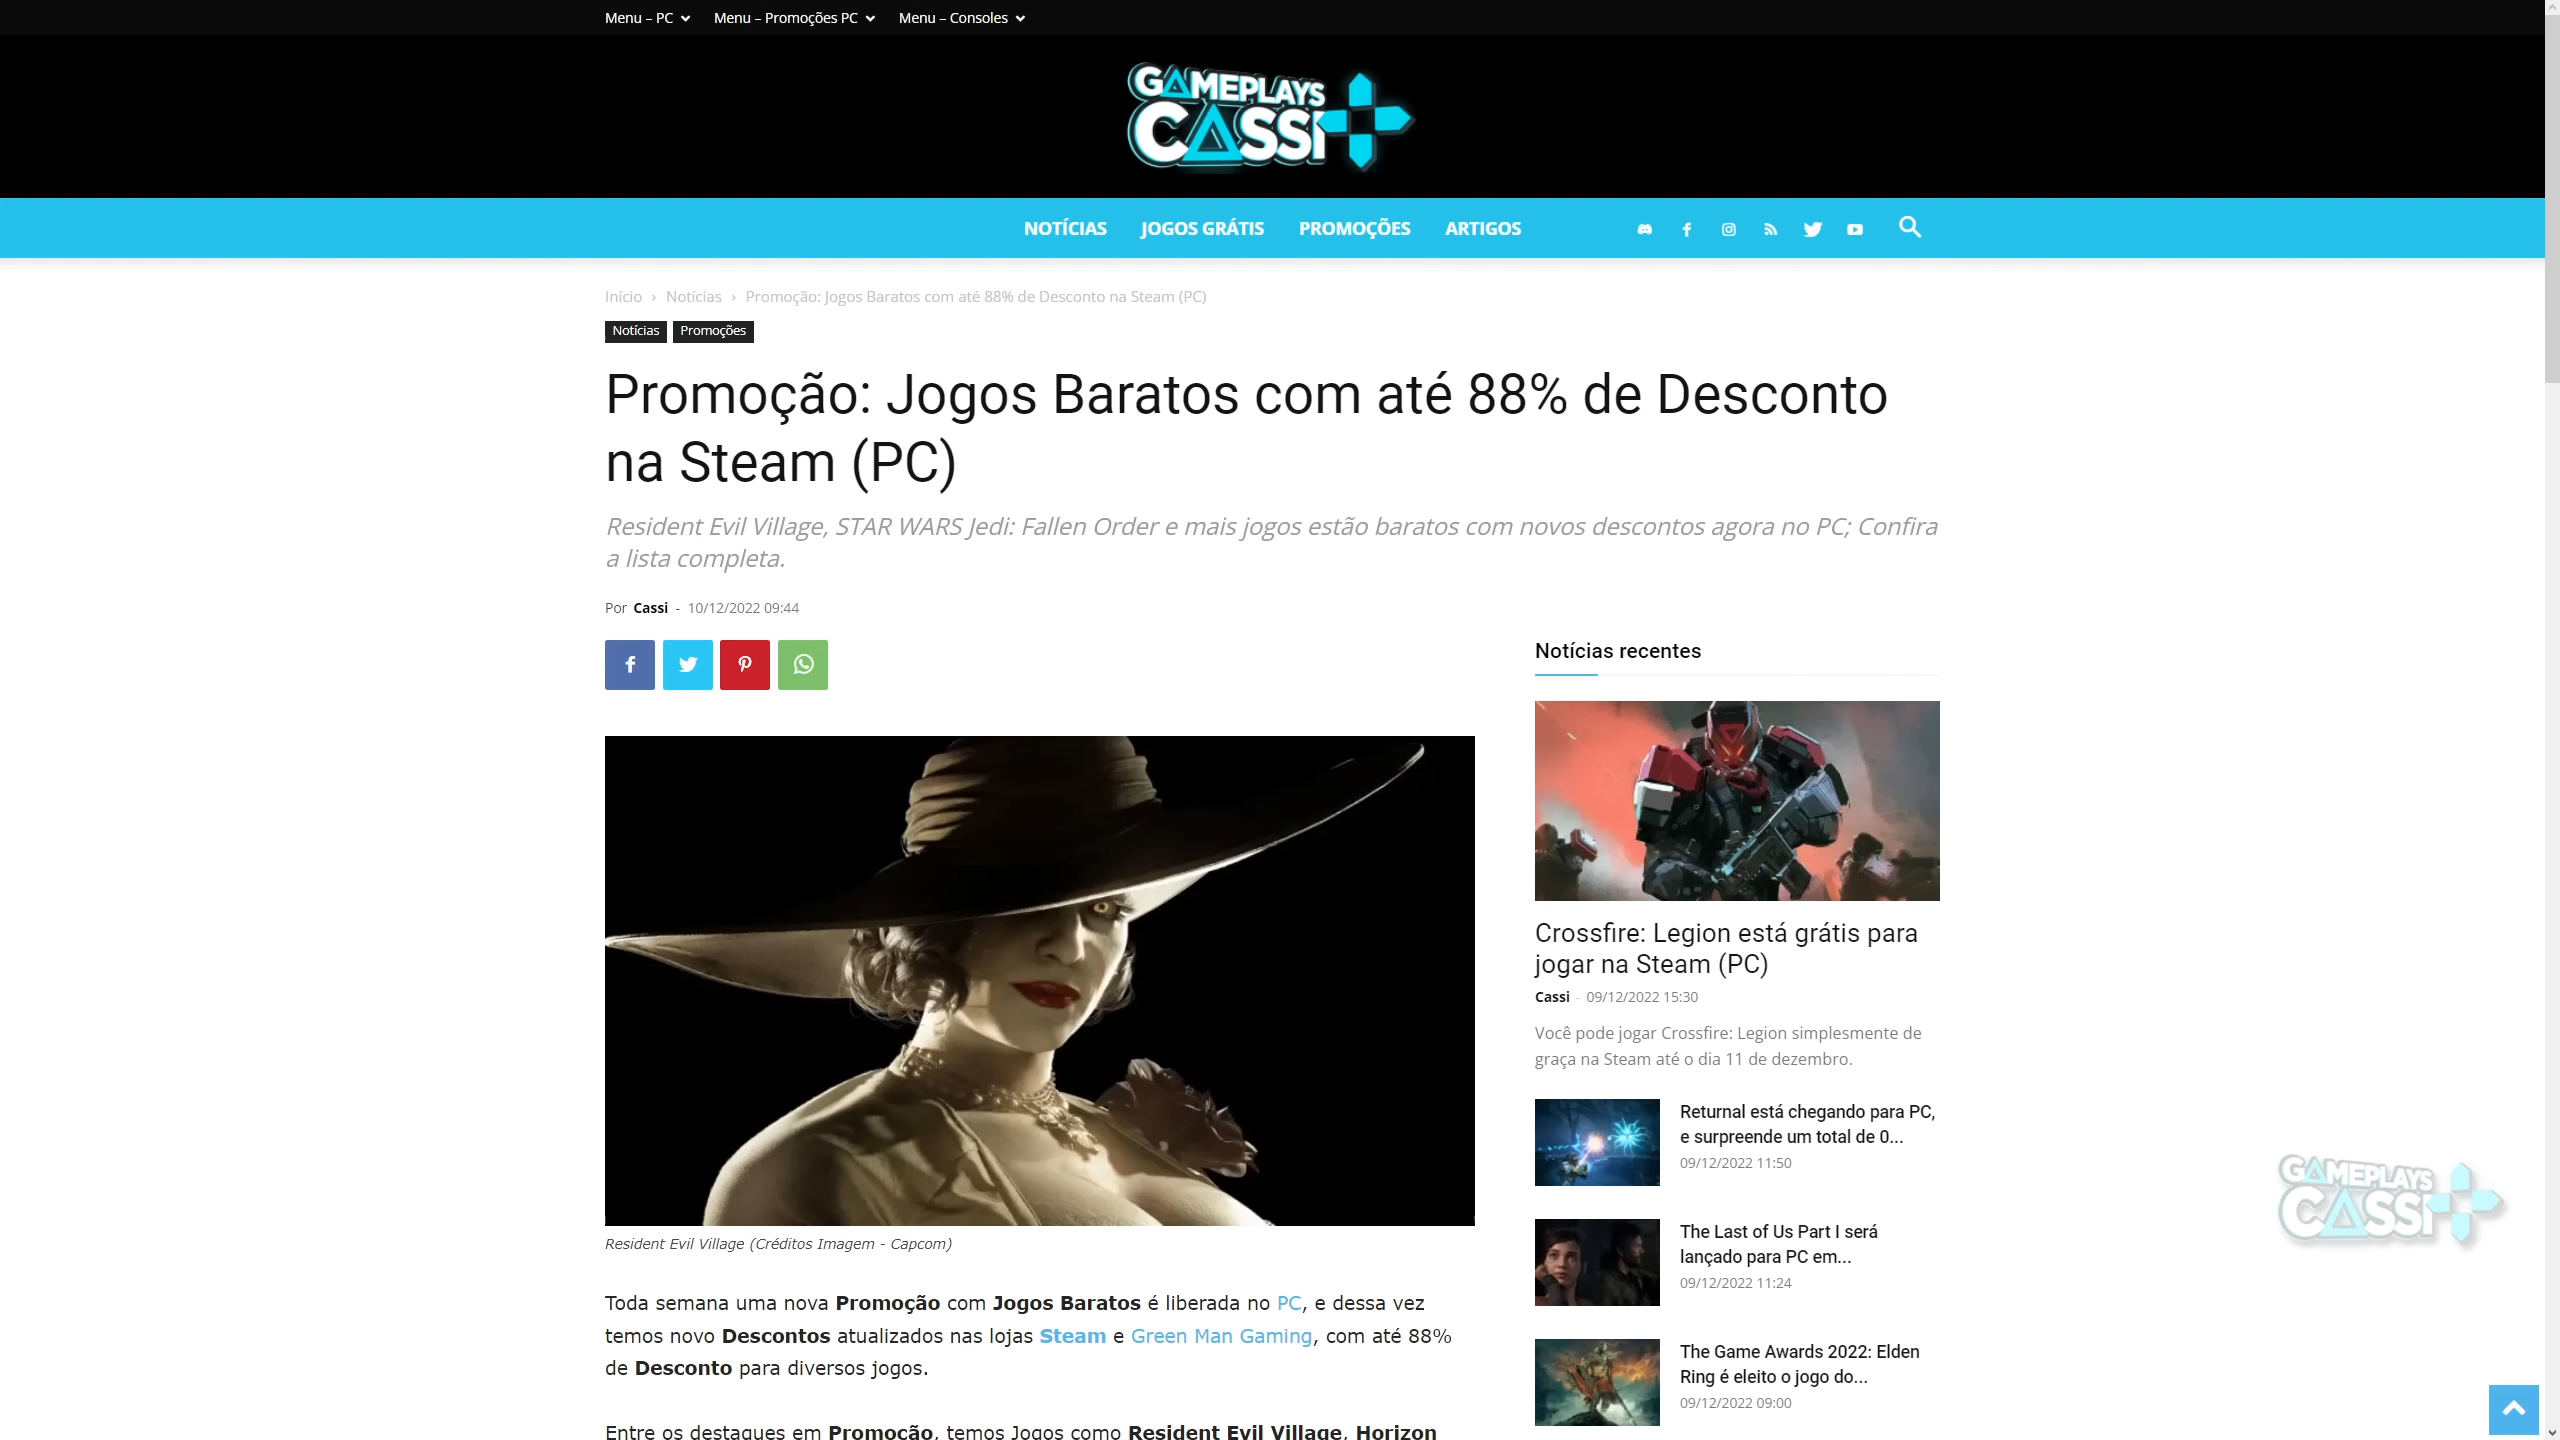 Menu – PC
Menu – Promoções PC
Menu – Consoles
GAMEPLAYS
CASSI
NOTÍCIAS
JOGOS GRÁTIS
PROMOÇÕES
ARTIGOS
Início › Notícias › Promoção: Jogos Baratos com até 88% de Desconto na Steam (PC)
Notícias
Promoções
Promoção: Jogos Baratos com até 88% de Desconto
na Steam (PC)
Resident Evil Village, STAR WARS Jedi: Fallen Order e mais jogos estão baratos com novos descontos agora no PC; Confira
a lista completa.
Por Cassi - 10/12/2022 09:44
Resident Evil Village (Créditos Imagem - Capcom)
Toda semana uma nova Promoção com Jogos Baratos é liberada no PC, e dessa vez
temos novo Descontos atualizados nas lojas Steam e Green Man Gaming, com até 88%
de Desconto para diversos jogos.
Entre os destaques em Promoção, temos Jogos como Resident Evil Village, Horizon
Notícias recentes
Crossfire: Legion está grátis para
jogar na Steam (PC)
Cassi - 09/12/2022 15:30
Você pode jogar Crossfire: Legion simplesmente de
graça na Steam até o dia 11 de dezembro.
Returnal está chegando para PC,
e surpreende um total de 0...
09/12/2022 11:50
The Last of Us Part I será
lançado para PC em...
09/12/2022 11:24
The Game Awards 2022: Elden
Ring é eleito o jogo do...
09/12/2022 09:00
GAMEPLAYS
CASSI